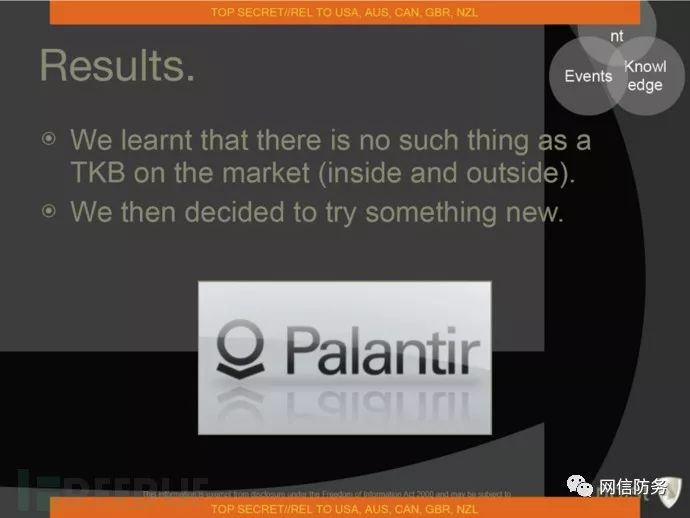 TOP SECRET//REL TO USA, AUS, CAN, GBR, NZL
nt
Events
Knowl
edge
Results.
We learnt that there is no such thing as a
TKB on the market (inside and outside).
We then decided to try something new.
Palantir
This information is exempt from disclosure under the Freedom of Information Act 2000 and may be subject to
网信防务
TOP SECRET//REL TO USA, AUS, CAN, GBR, NZL